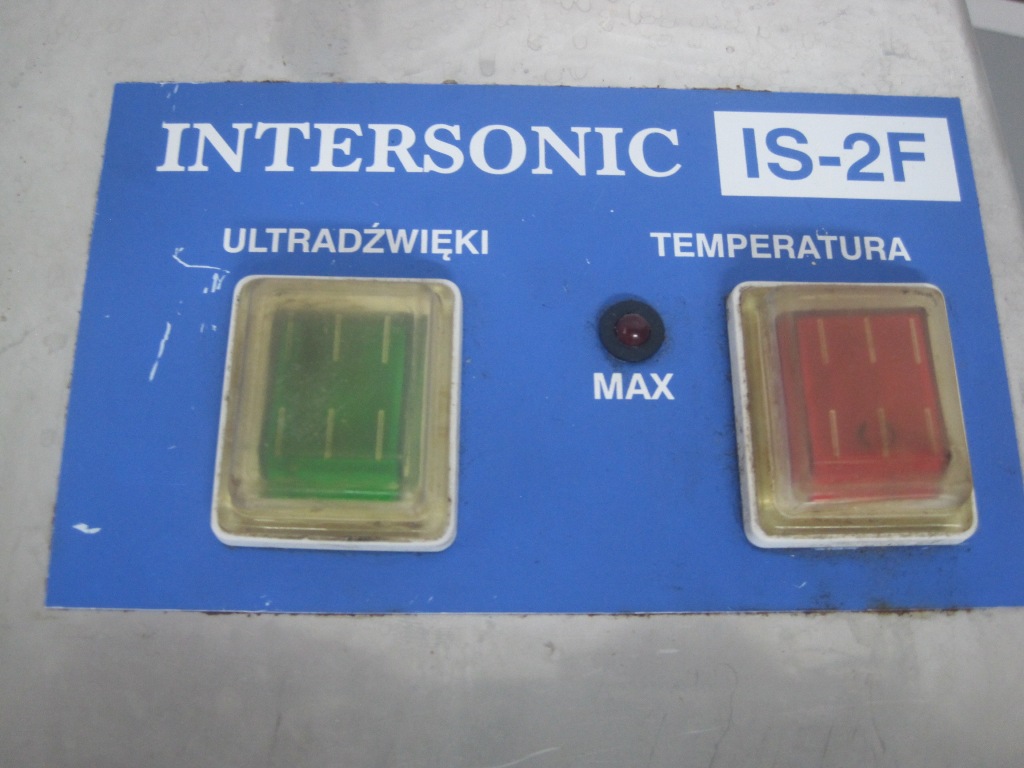 INTERSONIC IS-2F
ULTRADŹWIĘKI TEMPERATURA
MAX